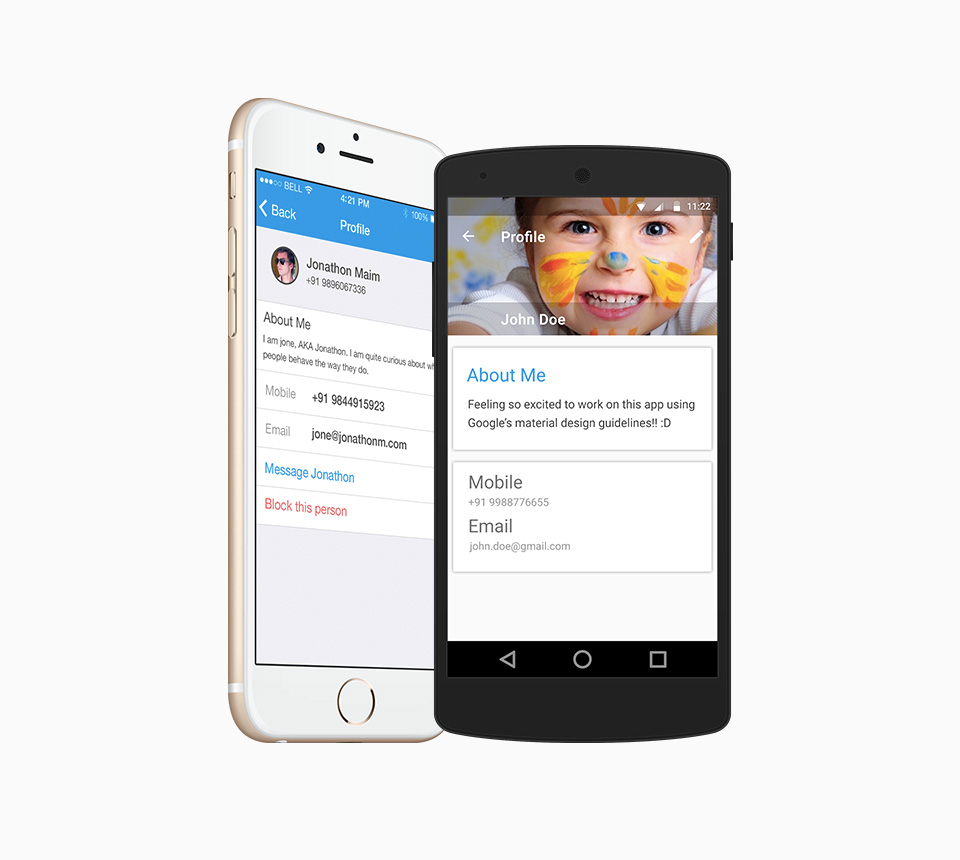 BELL
4:21 PM
100%
Back
Profile
Jonathon Maim
+91 9896067336
About Me
I am jone, AKA Jonathon. I am quite curious about
people behave the way they do.
Mobile +91 9844915923
Email jone@jonathonm.com
Message Jonathon
Block this person
11:22
Profile
John Doe
About Me
Feeling so excited to work on this app using
Google's material design guidelines!! :D
Mobile
+91 9988776655
Email
john.doe@gmail.com